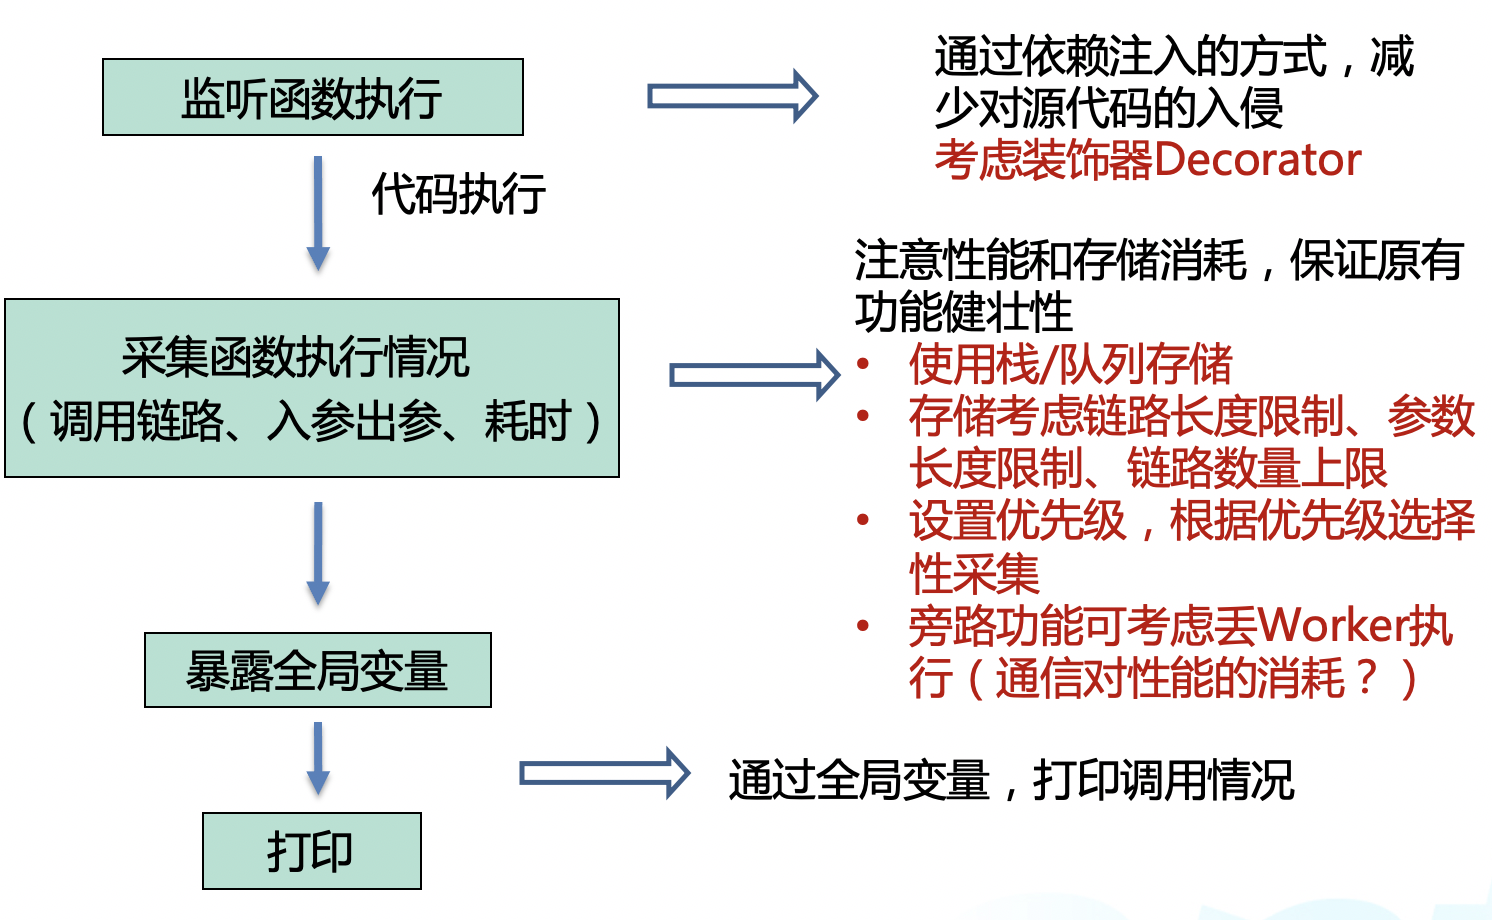 监听函数执行
通过依赖注入的方式，减
少对源代码的入侵
考虑装饰器Decorator
代码执行
采集函数执行情况
（调用链路、入参出参、耗时）
注意性能和存储消耗，保证原有
功能健壮性
• 使用栈/队列存储
• 存储考虑链路长度限制、参数
长度限制、链路数量上限
• 设置优先级，根据优先级选择
性采集
• 旁路功能可考虑丢Worker执
行（通信对性能的消耗？）
暴露全局变量
通过全局变量，打印调用情况
打印